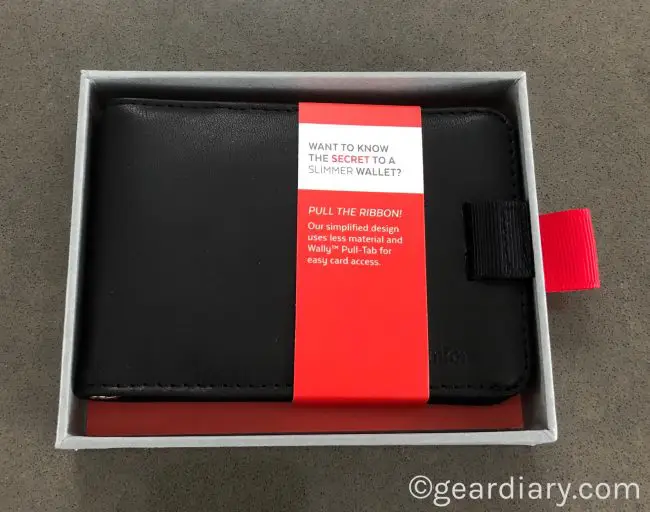 WANT TO KNOW
THE SECRET TO A
SLIMMER WALLET?
PULL THE RIBBON!
Our simplified design
uses less material and
Wally™ Pull-Tab for
easy card access.
©geardiary.com